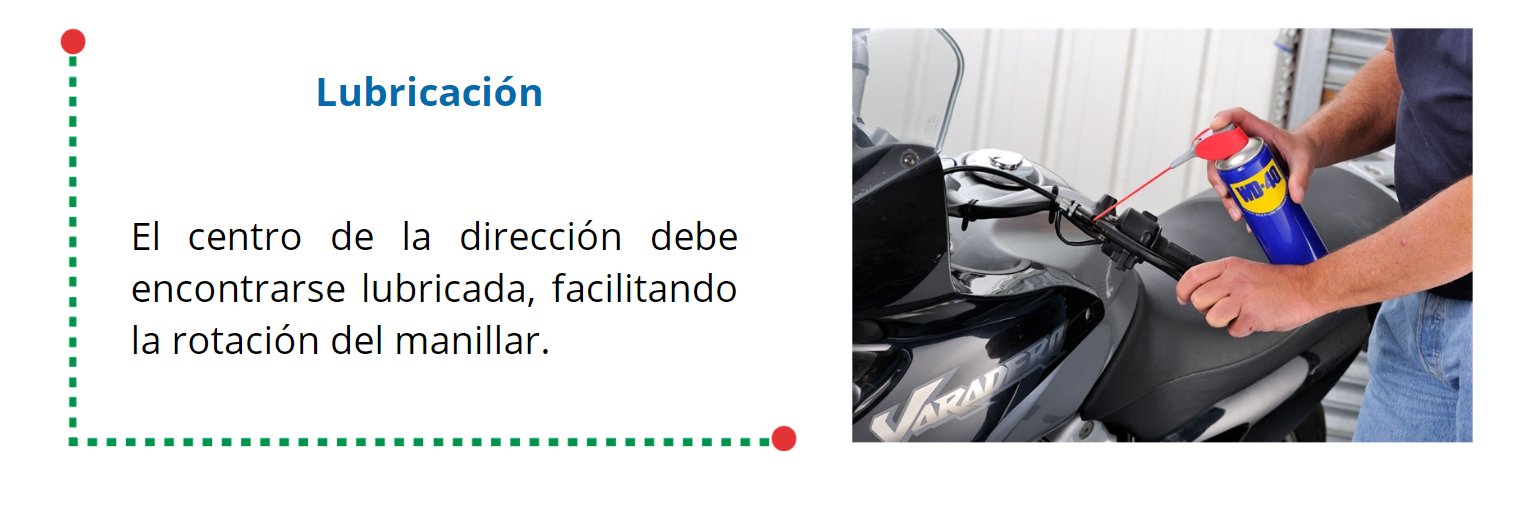 Lubricación
El centro de la dirección debe
encontrarse lubricada, facilitando
la rotación del manillar.
WD-40
VARADERO